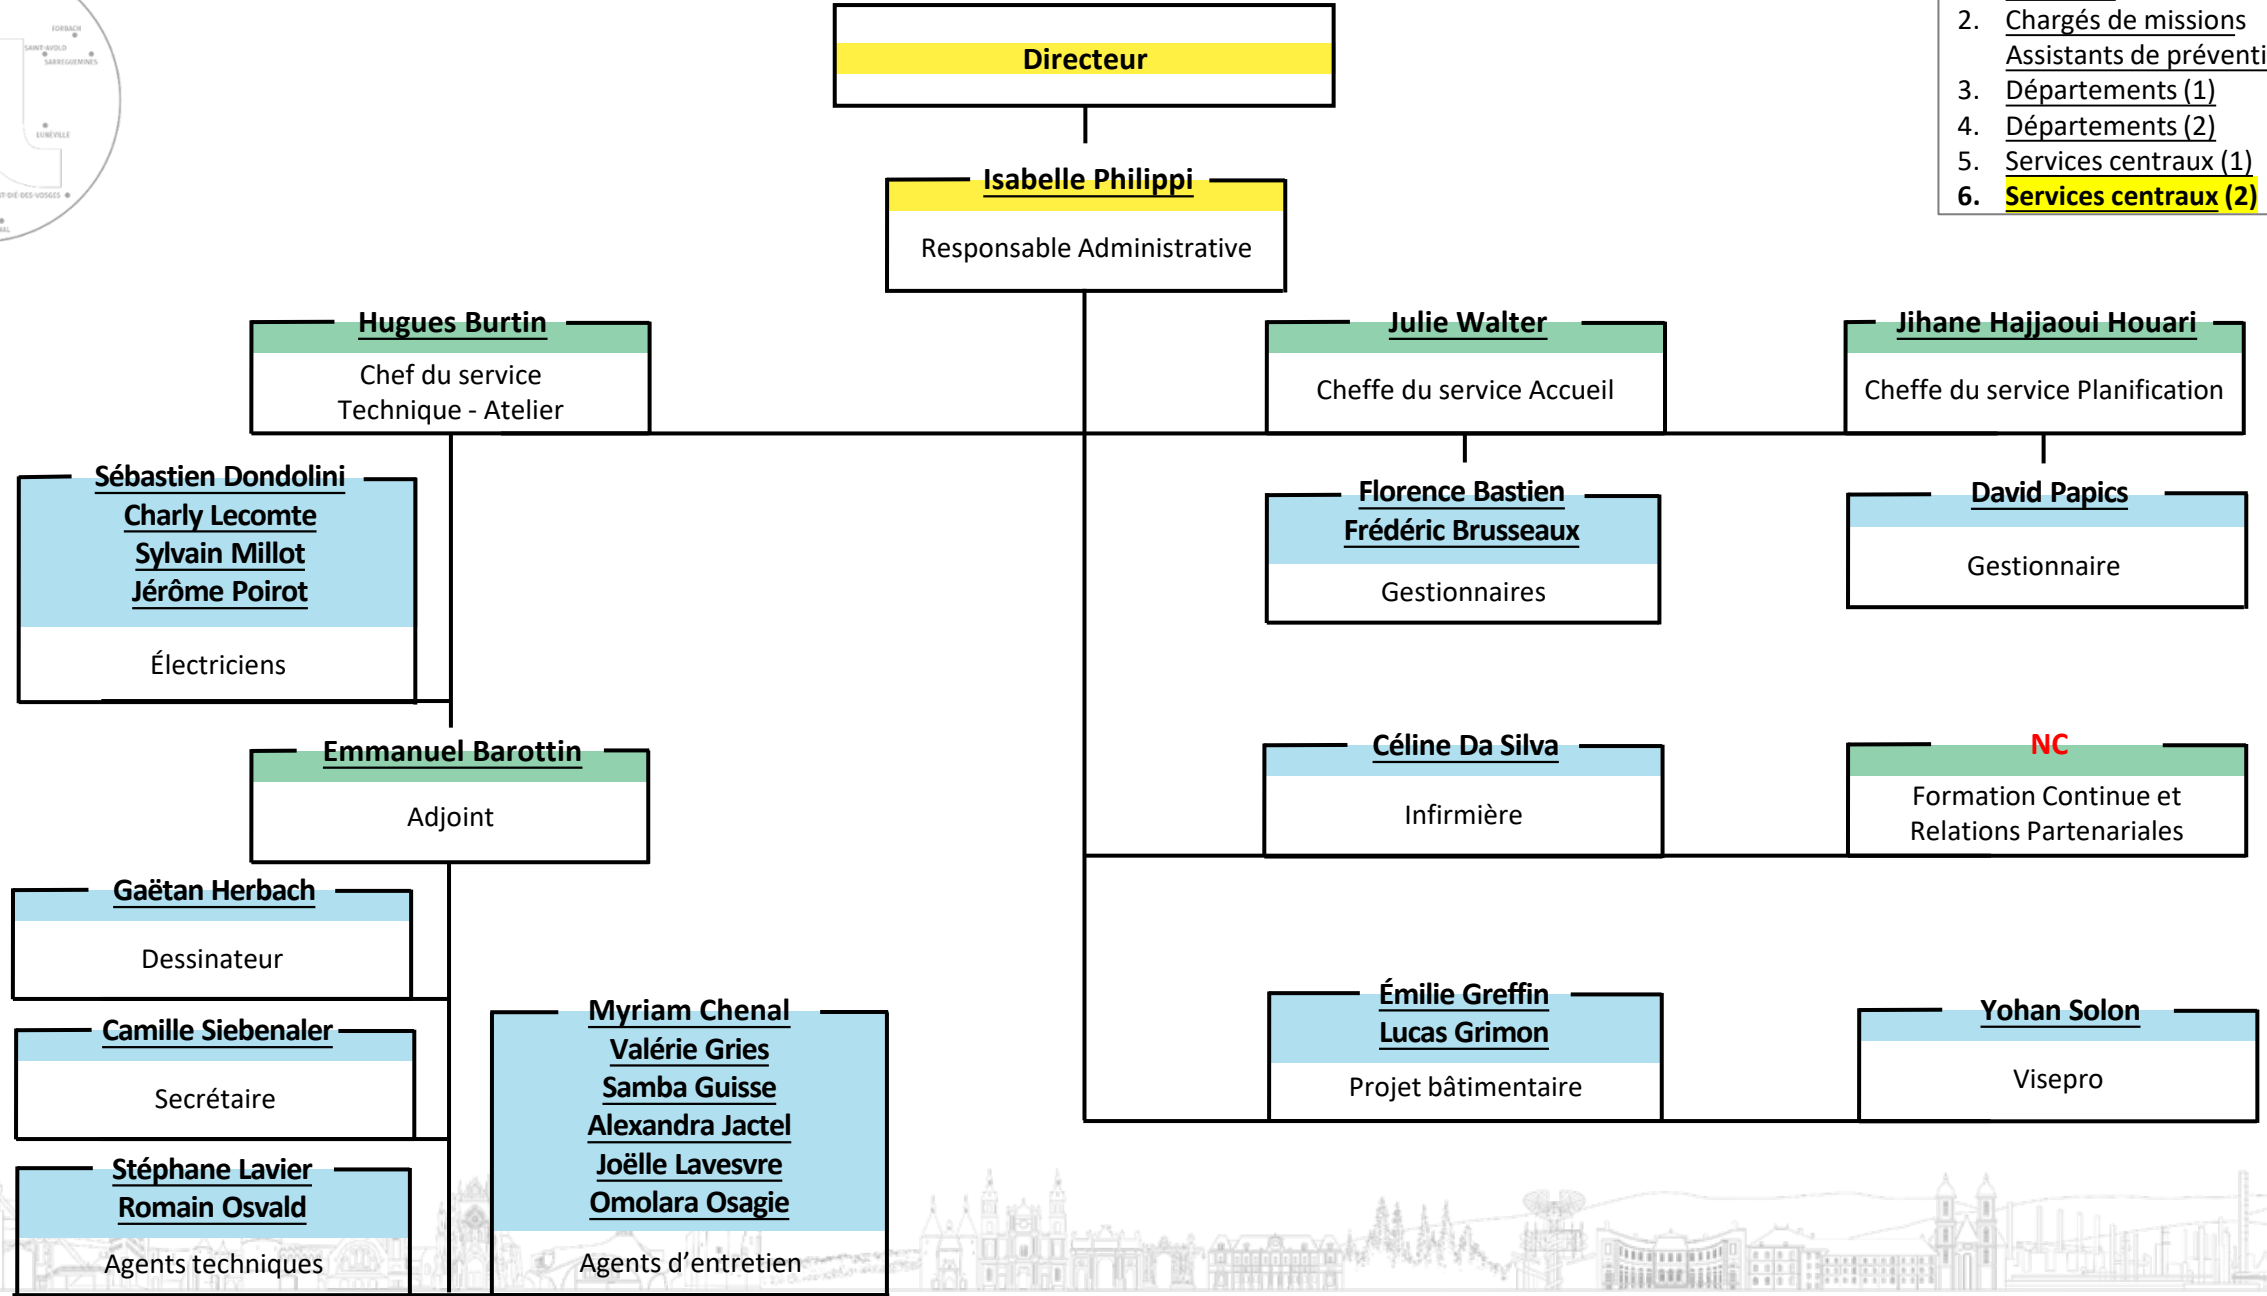 FORBACH
SAINT-AVOLD
SARREGUEMINES
LUNÉVILLE
2. Chargés de missions
Assistants de préventi
3. Départements (1)
4. Départements (2)
5. Services centraux (1)
6. Services centraux (2)
Directeur
Isabelle Philippi
Responsable Administrative
Hugues Burtin
Chef du service
Technique - Atelier
Julie Walter
Cheffe du service Accueil
Jihane Hajjaoui Houari
Cheffe du service Planification
Sébastien Dondolini
Charly Lecomte
Sylvain Millot
Jérôme Poirot
Électriciens
Florence Bastien
Frédéric Brusseaux
Gestionnaires
David Papics
Gestionnaire
Emmanuel Barottin
Adjoint
Céline Da Silva
Infirmière
NC
Formation Continue et
Relations Partenariales
Gaëtan Herbach
Dessinateur
Camille Siebenaler
Secrétaire
Stéphane Lavier
Romain Osvald
Agents techniques
Myriam Chenal
Valérie Gries
Samba Guisse
Alexandra Jactel
Joëlle Lavesvre
Omolara Osagie
Agents d'entretien
Émilie Greffin
Lucas Grimon
Projet bâtimentaire
Yohan Solon
Visepro